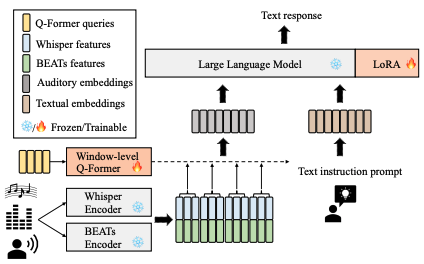 Text response
Q-Former queries
Whisper features
BEATs features
Auditory embeddings
Textual embeddings
/ Frozen/Trainable
Large Language Model
LoRA
Window-level
Q-Former
Text instruction prompt
Whisper
Encoder
BEATs
Encoder